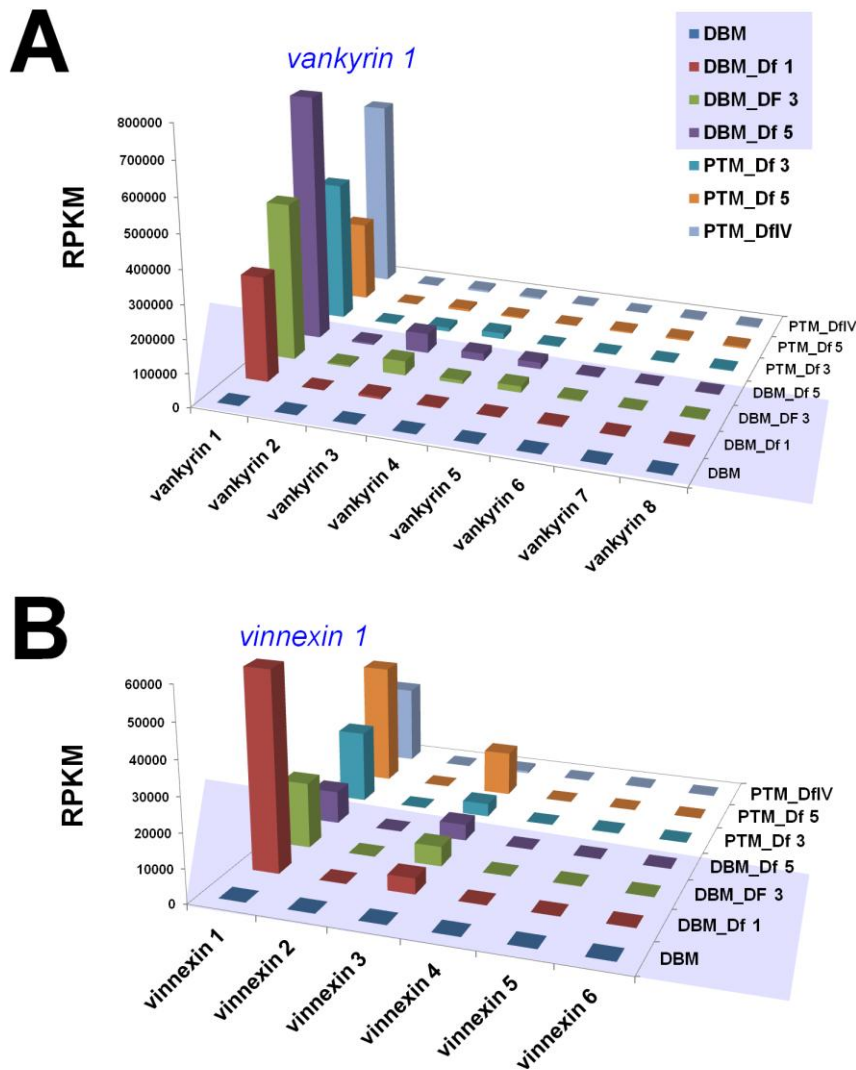 A
vankyrin 1
DBM
DBM_Df 1
DBM_DF 3
DBM_Df 5
PTM_Df 3
PTM_Df 5
PTM_DfIV
RPKM
800000
700000
600000
500000
400000
300000
200000
100000
0
PTM_DfIV
PTM_Df 5
PTM_Df 3
DBM_Df 5
DBM_DF 3
DBM_Df 1
DBM
vankyrin 1
vankyrin 2
vankyrin 3
vankyrin 4
vankyrin 5
vankyrin 6
vankyrin 7
vankyrin 8
B
vinnexin 1
RPKM
60000
50000
40000
30000
20000
10000
0
PTM_DfIV
PTM_Df 5
PTM_Df 3
DBM_Df 5
DBM_DF 3
DBM_Df 1
DBM
vinnexin 1
vinnexin 2
vinnexin 3
vinnexin 4
vinnexin 5
vinnexin 6